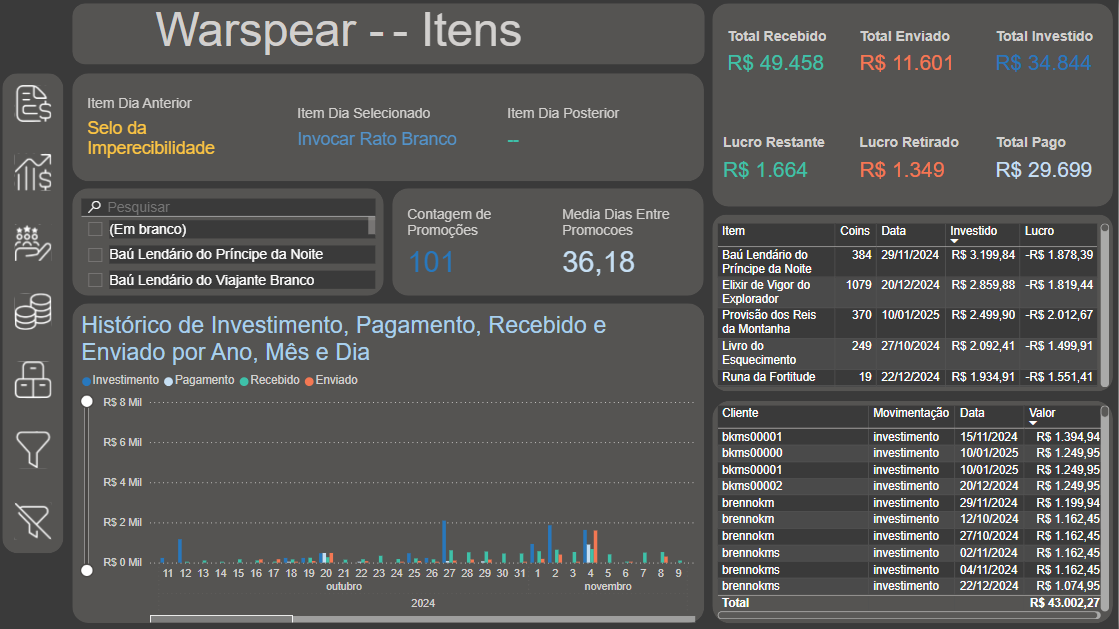 Warspear - - Itens
Total Recebido Total Enviado Total Investido
R$ 49.458 R$ 11.601 R$ 34.844
Lucro Restante Lucro Retirado Total Pago
R$ 1.664 R$ 1.349 R$ 29.699
Item Dia Anterior
Selo da
Imperecibilidade
Item Dia Selecionado
Invocar Rato Branco
Item Dia Posterior
--
Pesquisar
(Em branco)
Baú Lendário do Príncipe da Noite
Baú Lendário do Viajante Branco
Contagem de
Promoções
101
Media Dias Entre
Promocoes
36,18
Item Coins Data Investido Lucro
Baú Lendário do 384 29/11/2024 R$ 3.199,84 -R$ 1.878,39
Príncipe da Noite
Elixir de Vigor do 1079 20/12/2024 R$ 2.859,88 -R$ 1.819,44
Explorador
Provisão dos Reis 370 10/01/2025 R$ 2.499,90 -R$ 2.012,67
da Montanha
Livro do 249 27/10/2024 R$ 2.092,41 -R$ 1.499,91
Esquecimento
Runa da Fortitude 19 22/12/2024 R$ 1.934,91 -R$ 1.551,41
Histórico de Investimento, Pagamento, Recebido e
Enviado por Ano, Mês e Dia
Investimento Pagamento Recebido Enviado
R$ 8 Mil
R$ 6 Mil
R$ 4 Mil
R$ 2 Mil
R$ 0 Mil
11 12 13 14 15 16 17 18 19 20 21 22 23 24 25 26 27 28 29 30 31 1 2 3 4 5 6 7 8 9
outubro novembro
2024
Cliente Movimentação Data Valor
bkms00001 investimento 15/11/2024 R$ 1.394,94
bkms00000 investimento 10/01/2025 R$ 1.249,95
bkms00001 investimento 10/01/2025 R$ 1.249,95
bkms00002 investimento 20/12/2024 R$ 1.249,95
brennokm investimento 29/11/2024 R$ 1.199,94
brennokm investimento 12/10/2024 R$ 1.162,45
brennokm investimento 27/10/2024 R$ 1.162,45
brennokms investimento 02/11/2024 R$ 1.162,45
brennokms investimento 04/11/2024 R$ 1.162,45
brennokms investimento 22/12/2024 R$ 1.074,95
Total R$ 43.002,27